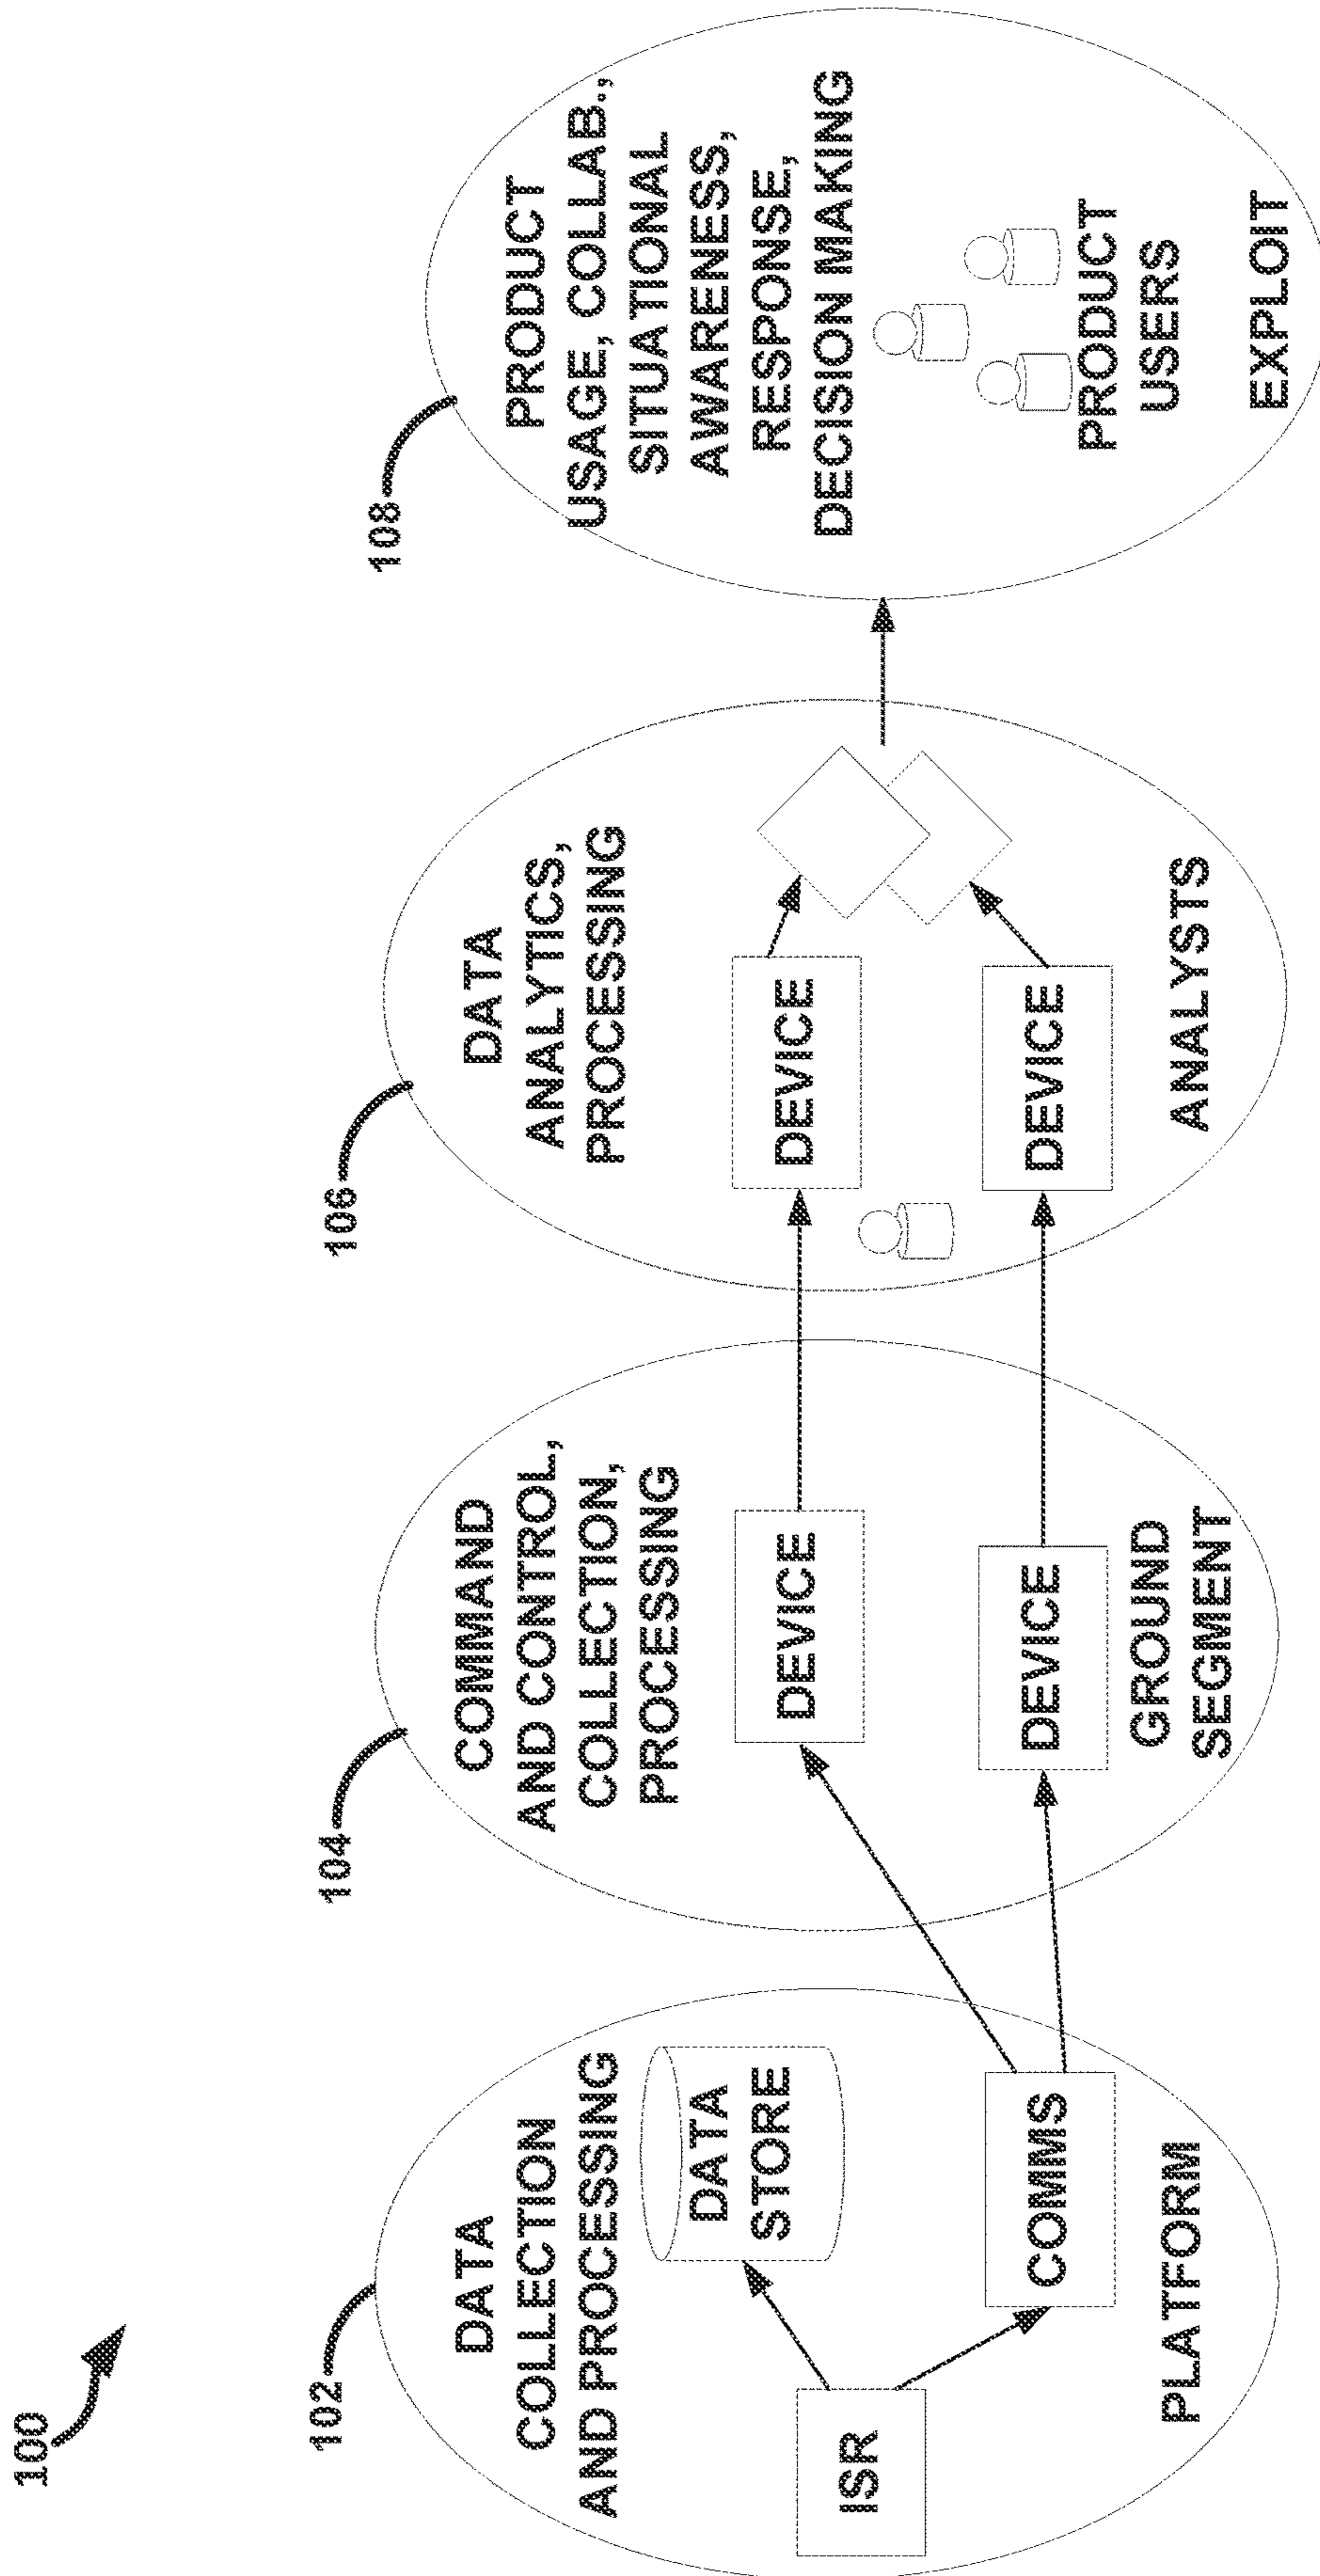 100
102
DATA
COLLECTION
AND PROCESSING
DATA
STORE
ISR
COMMS
PLATFORM
104
COMMAND
AND CONTROL,
COLLECTION,
PROCESSING
DEVICE
DEVICE
GROUND
SEGMENT
106
DATA
ANALYTICS,
PROCESSING
DEVICE
DEVICE
ANALYSTS
108
PRODUCT
USAGE, COLLAB.,
SITUATIONAL
AWARENESS,
RESPONSE,
DECISION MAKING
PRODUCT
USERS
EXPLOIT